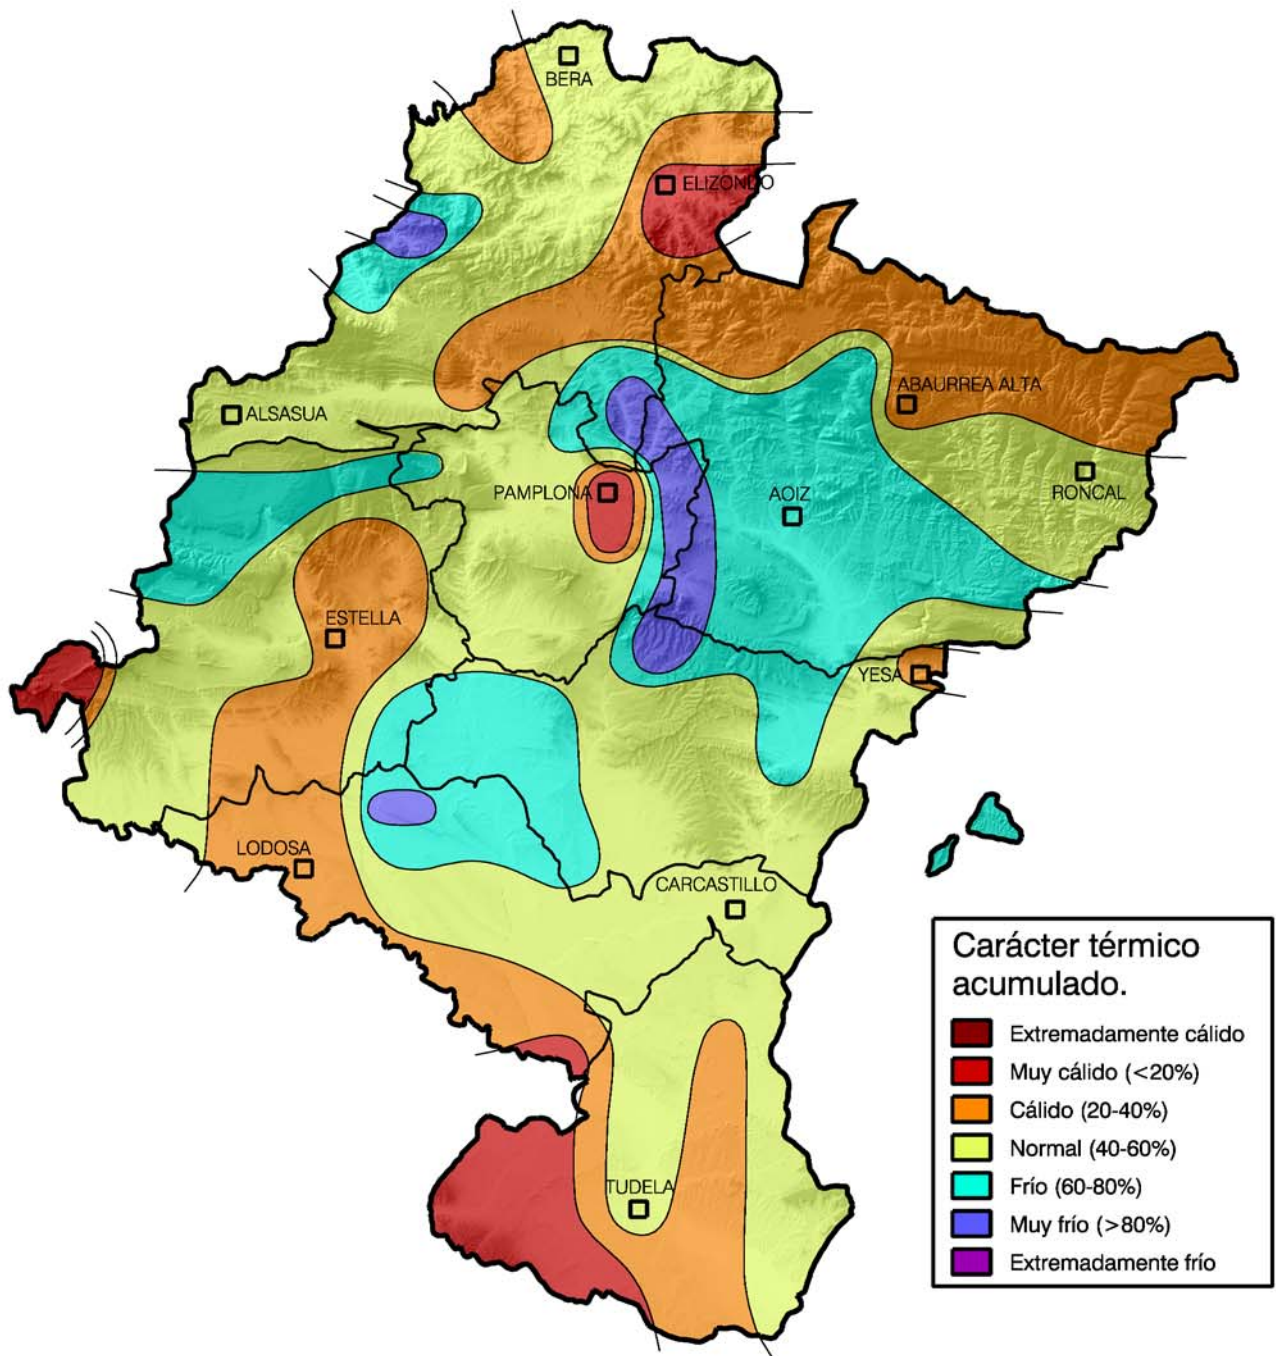 BERA
ELIZONDO
ABAURREA ALTA
ALSASUA
RONCAL
PAMPLONA
AOIZ
ESTELLA
YESA
LODOSA
CARCASTILLO
TUDELA
Carácter térmico
acumulado.
Extremadamente cálido
Muy cálido (<20%)
Cálido (20-40%)
Normal (40-60%)
Frío (60-80%)
Muy frío (>80%)
Extremadamente frío